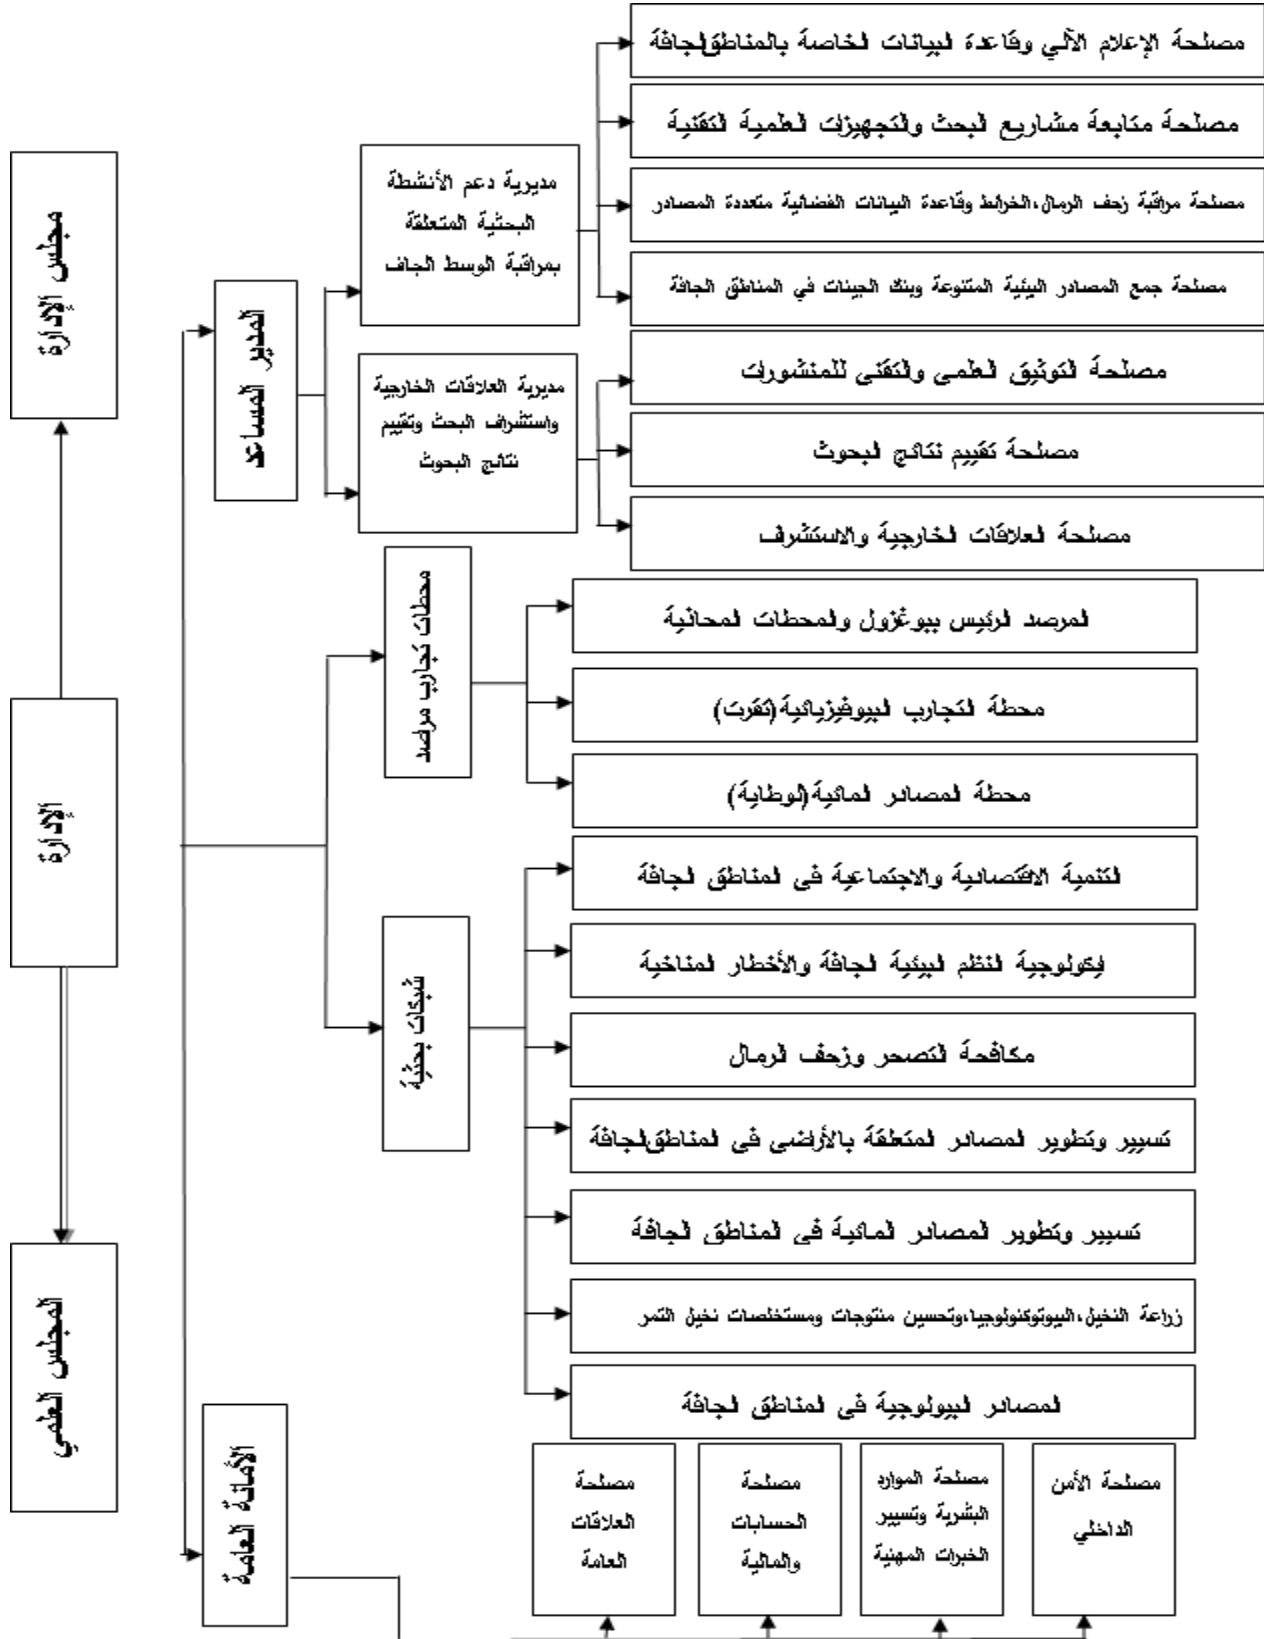 مجلس الإدارة
الإدارة
المجلس العلمي
المدير المساعد
الأمانة العامة
مديرية دعم الأنشطة
البحثية المتعلقة
بمراقبة الوسط الجاف
مديرية العلاقات الخارجية
واستشراف البحث وتقييم
نتائج البحوث
محطات تجارب مرصد
شبكات بحثية
مصلحة الإعلام الآلي وقاعدة البيانات الخاصة بالمناطق الجافة
مصلحة متابعة مشاريع البحث والتجهيزات العلمية التقنية
مصلحة مراقبة زحف الرمال،الخرائط وقاعدة البيانات الفضائية متعددة المصادر
مصلحة جمع المصادر البيئية المتنوعة وبنك الجينات في المناطق الجافة
مصلحة التوثيق العلمي والتقني للمنشورات
مصلحة تقييم نتائج البحوث
مصلحة العلاقات الخارجية والاستشراف
المرصد الرئيس ببوغزول والمحطات المحاذية
محطة التجارب البيوفيزيائية(تقرت)
محطة المصادر المائية(لوطاية)
التنمية الاقتصادية والاجتماعية في المناطق الجافة
إيكولوجية النظم البيئية الجافة والأخطار المناخية
مكافحة التصحر وزحف الرمال
تسيير وتطوير المصادر المتعلقة بالأراضي في المناطق الجافة
تسيير وتطوير المصادر المائية في المناطق الجافة
زراعة النخيل،البيوتوكنولوجيا،وتحسين منتوجات ومستخلصات نخيل التمر
المصادر البيولوجية في المناطق الجافة
مصلحة الأمن
الداخلي
مصلحة الموارد
البشرية وتسيير
الخبرات المهنية
مصلحة
الحسابات
والمالية
مصلحة
العلاقات
العامة